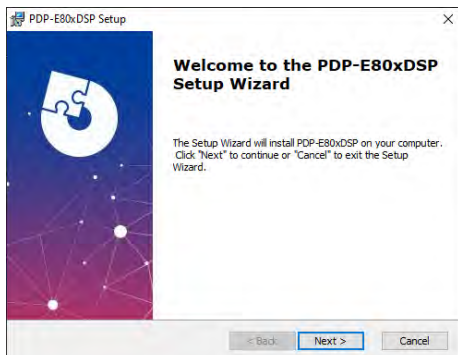 PDP-E80xDSP Setup
Welcome to the PDP-E80xDSP
Setup Wizard
The Setup Wizard will install PDP-E80xDSP on your computer.
Click "Next" to continue or "Cancel" to exit the Setup
Wizard.
< Back
Next >
Cancel